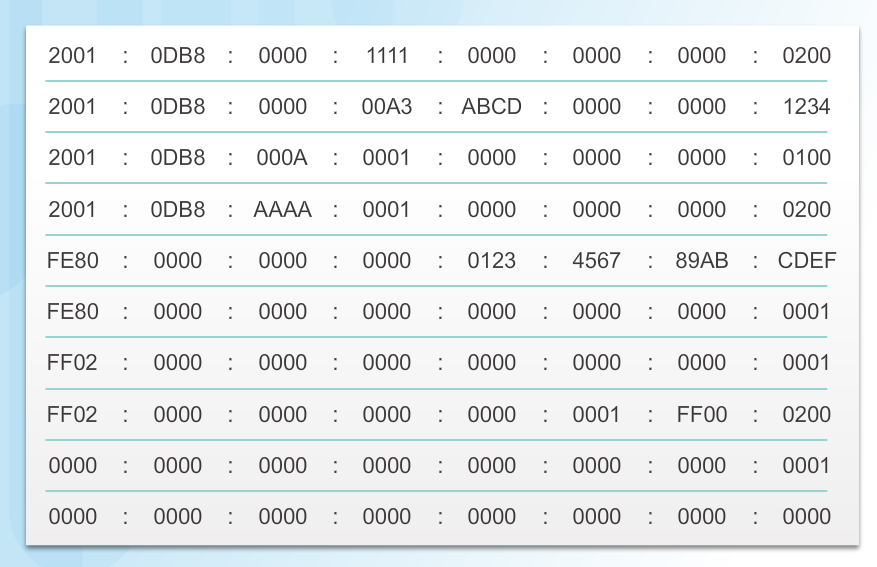 2001 : 0DB8 : 0000 : 1111 : 0000 : 0000 : 0000 : 0200
2001 : 0DB8 : 0000 : 00A3 : ABCD : 0000 : 0000 : 1234
2001 : 0DB8 : 000A : 0001 : 0000 : 0000 : 0000 : 0100
2001 : 0DB8 : AAAA : 0001 : 0000 : 0000 : 0000 : 0200
FE80 : 0000 : 0000 : 0000 : 0123 : 4567 : 89AB : CDEF
FE80 : 0000 : 0000 : 0000 : 0000 : 0000 : 0000 : 0001
FF02 : 0000 : 0000 : 0000 : 0000 : 0000 : 0000 : 0001
FF02 : 0000 : 0000 : 0000 : 0000 : 0001 : FF00 : 0200
0000 : 0000 : 0000 : 0000 : 0000 : 0000 : 0000 : 0001
0000 : 0000 : 0000 : 0000 : 0000 : 0000 : 0000 : 0000